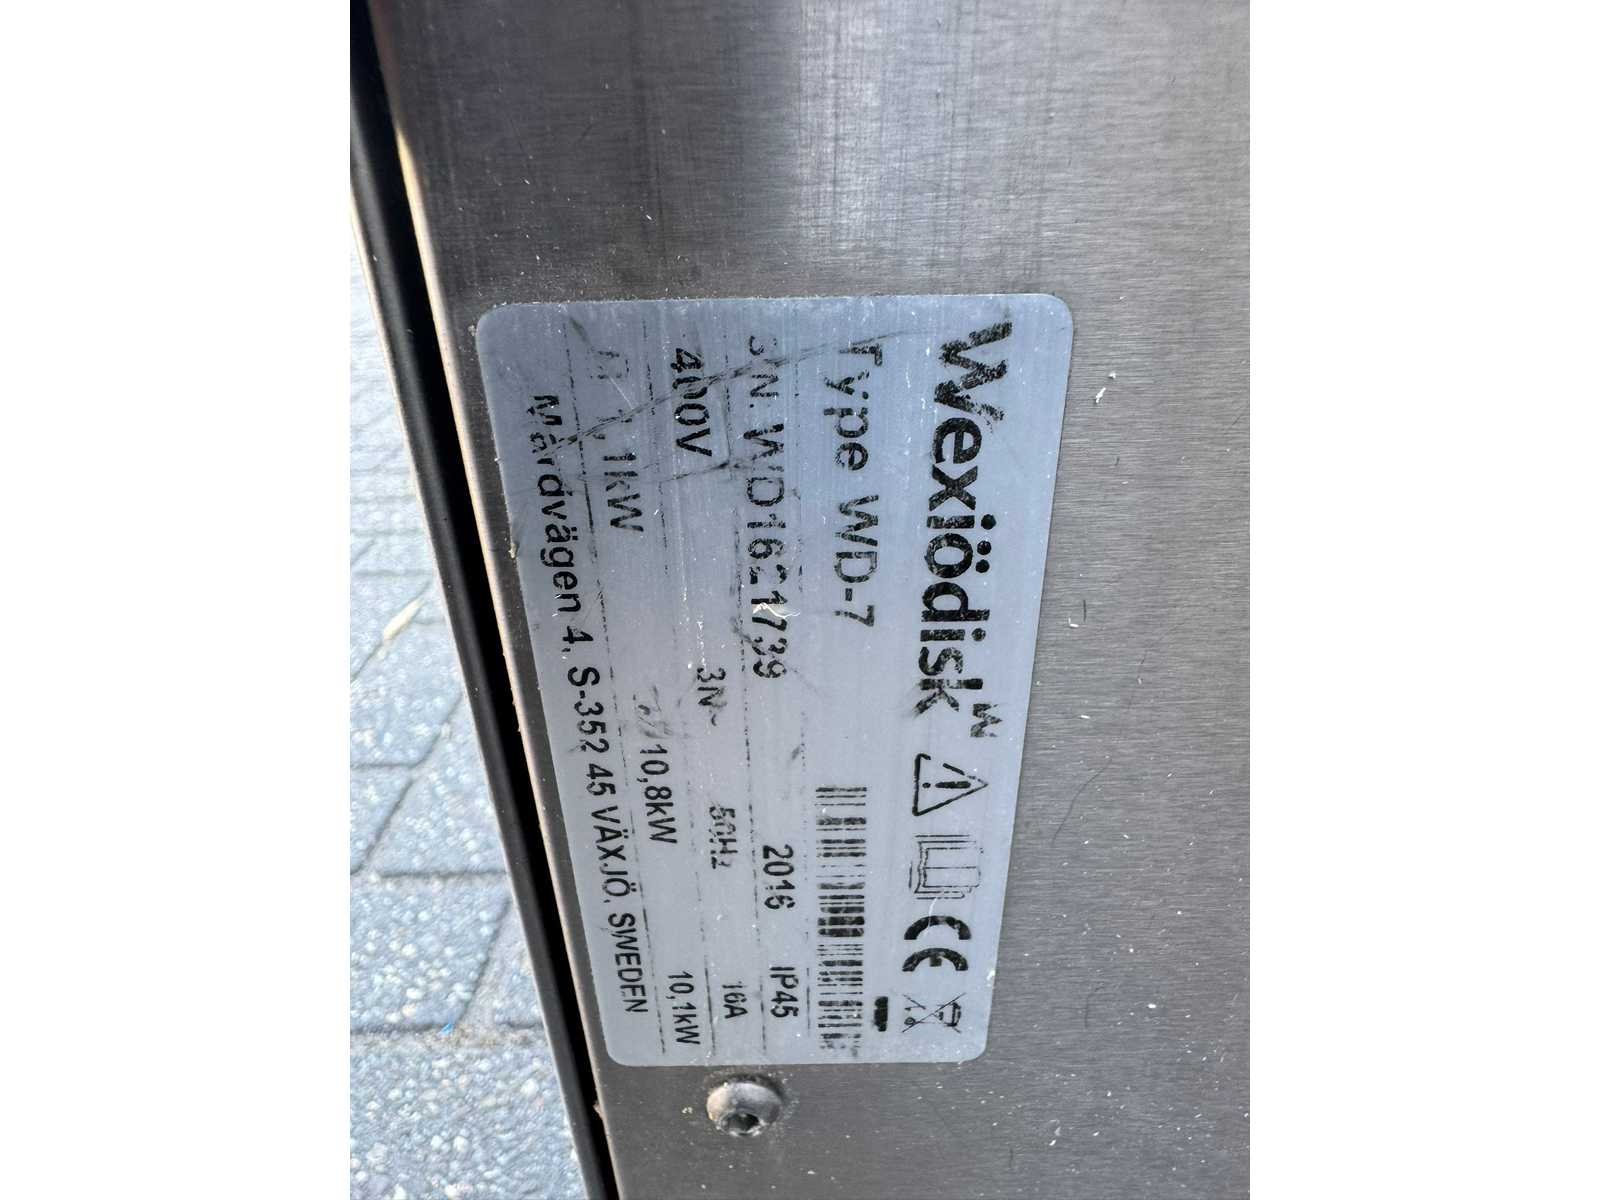 Wexiödisk W
Type WD-7
S/N. WD1621739 2016 IP45
400V 3N~ 50Hz 16A
1kW 10,8kW 10,1kW
Mårdvägen 4, S-352 45 VÄXJÖ, SWEDEN